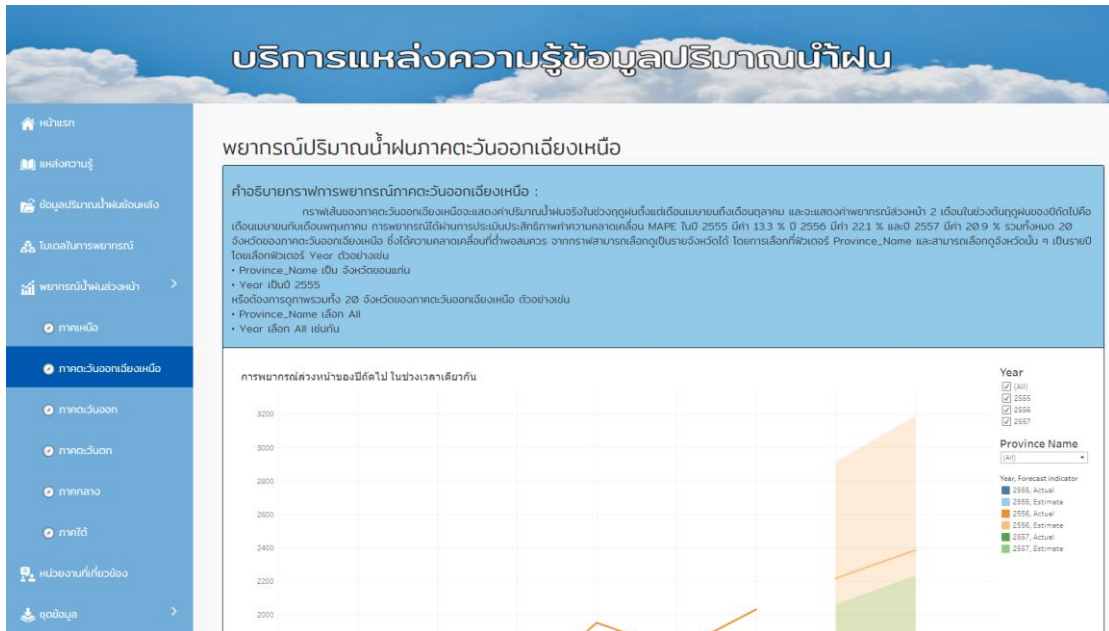 บริการแหล่งความรู้ข้อมูลปริมาณน้ำฝน
หน้าแรก
แหล่งความรู้
ข้อมูลปริมาณน้ำฝนย้อนหลัง
โมเดลในการพยากรณ์
พยากรณ์น้ำฝนล่วงหน้า
ภาคเหนือ
ภาคตะวันออกเฉียงเหนือ
ภาคตะวันออก
ภาคตะวันตก
ภาคกลาง
ภาคใต้
หน่วยงานที่เกี่ยวข้อง
ชุดข้อมูล
พยากรณ์ปริมาณน้ำฝนภาคตะวันออกเฉียงเหนือ
คำอธิบายกราฟการพยากรณ์ภาคตะวันออกเฉียงเหนือ :
กราฟเส้นของภาคตะวันออกเฉียงเหนือจะแสดงค่าปริมาณน้ำฝนจริงในช่วงฤดูฝนตั้งแต่เดือนเมษายนถึงเดือนตุลาคม และจะแสดงค่าพยากรณ์ล่วงหน้า 2 เดือนในช่วงต้นฤดูฝนของปีถัดไปคือ
เดือนเมษายนกับเดือนพฤษภาคม การพยากรณ์ได้ผ่านการประเมินประสิทธิภาพค่าความคลาดเคลื่อน MAPE ในปี 2555 มีค่า 13.3 % ปี 2556 มีค่า 22.1 % และปี 2557 มีค่า 20.9 % รวมทั้งหมด 20
จังหวัดของภาคตะวันออกเฉียงเหนือ ซึ่งได้ความคลาดเคลื่อนที่ต่ำพอสมควร จากกราฟสามารถเลือกดูเป็นรายจังหวัดได้ โดยการเลือกที่ฟิวเตอร์ Province_Name และสามารถเลือกดูจังหวัดนั้น ๆ เป็นรายปี
โดยเลือกฟิวเตอร์ Year ตัวอย่างเช่น
• Province_Name เป็น จังหวัดขอนแก่น
• Year เป็นปี 2555
หรือต้องการดูภาพรวมทั้ง 20 จังหวัดของภาคตะวันออกเฉียงเหนือ ตัวอย่างเช่น
• Province_Name เลือก All
• Year เลือก All เช่นกัน
การพยากรณ์ล่วงหน้าของปีถัดไป ในช่วงเวลาเดียวกัน
3200
3000
2800
2600
2400
2200
2000
Year
(All)
2555
2556
2557
Province Name
(All)
Year, Forecast indicator
2555, Actual
2555, Estimate
2556, Actual
2556, Estimate
2557, Actual
2557, Estimate